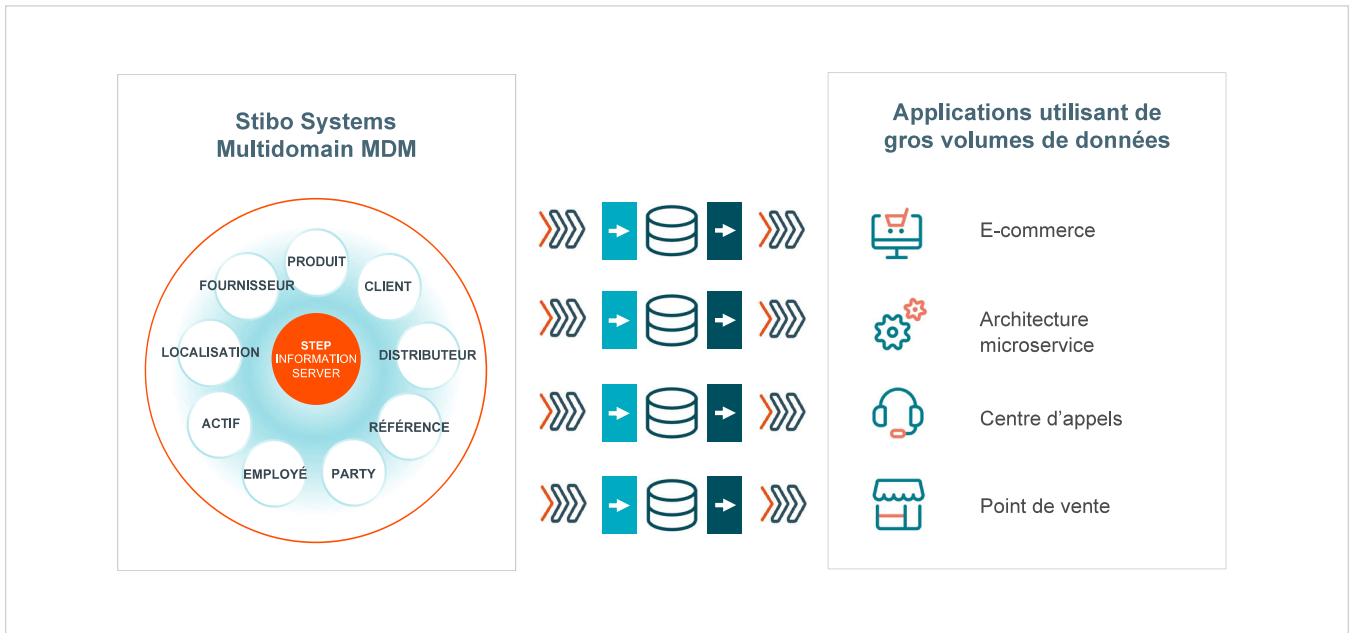 Stibo Systems
Multidomain MDM
PRODUIT
FOURNISSEUR
CLIENT
LOCALISATION
STEP
INFORMATION
SERVER
DISTRIBUTEUR
ACTIF
RÉFÉRENCE
EMPLOYÉ
PARTY
Applications utilisant de
gros volumes de données
E-commerce
Architecture
microservice
Centre d'appels
Point de vente